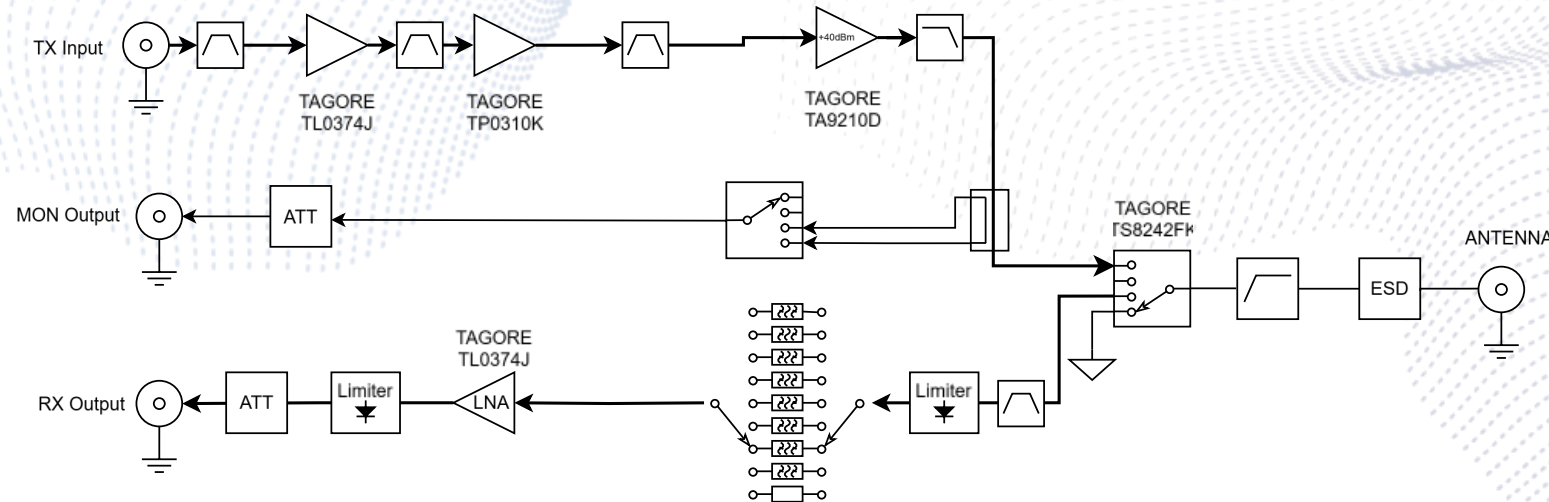 TX Input
+40dBm
TAGORE
TL0374J
TAGORE
TP0310K
TAGORE
TA9210D
MON Output
ATT
TAGORE
TS8242FK
ANTENNA
ESD
TAGORE
TL0374J
RX Output
ATT
Limiter
LNA
Limiter